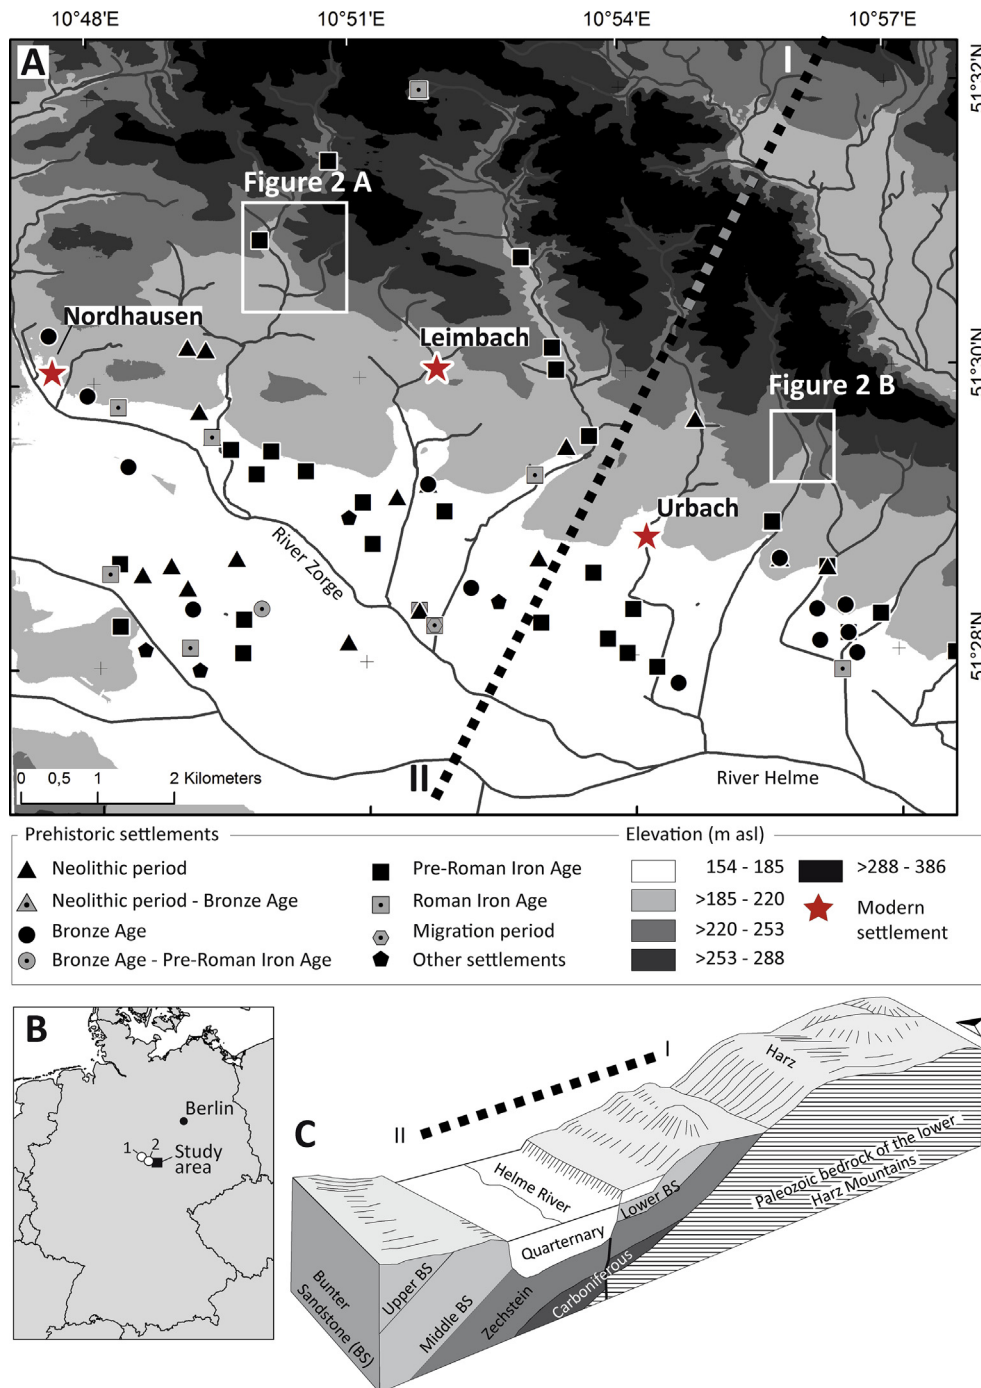 10°48'E 10°51'E 10°54'E 10°57'E
A
I
51°32'N
Figure 2 A
Nordhausen
Leimbach
51°30'N
Figure 2 B
Urbach
River Zorge
51°28'N
II
0 0,5 1 2 Kilometers
River Helme
Prehistoric settlements
Neolithic period
Neolithic period - Bronze Age
Bronze Age
Bronze Age - Pre-Roman Iron Age
Pre-Roman Iron Age
Roman Iron Age
Migration period
Other settlements
Elevation (m asl)
154 - 185
>185 - 220
>220 - 253
>253 - 288
>288 - 386
Modern
settlement
B
Berlin
1 2
Study
area
C
I
II
Harz
Helme River
Lower BS
Quarternary
Paleozoic bedrock of the lower
Harz Mountains
Carboniferous
Zechstein
Middle BS
Upper BS
Bunter
Sandstone (BS)